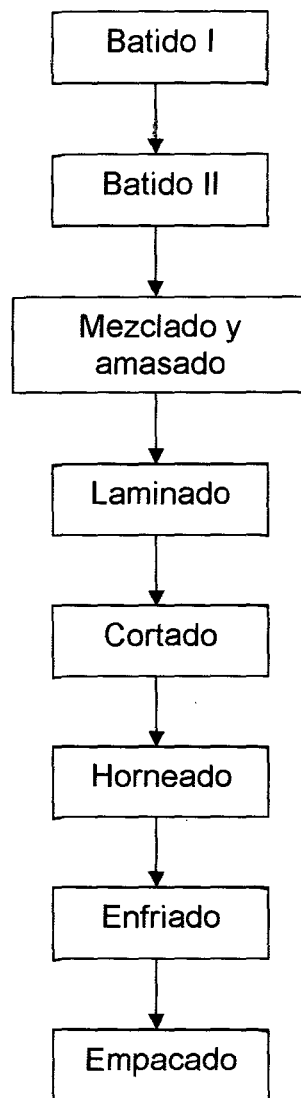 Batido I
Batido II
Mezclado y
amasado
Laminado
Cortado
Horneado
Enfriado
Empacado